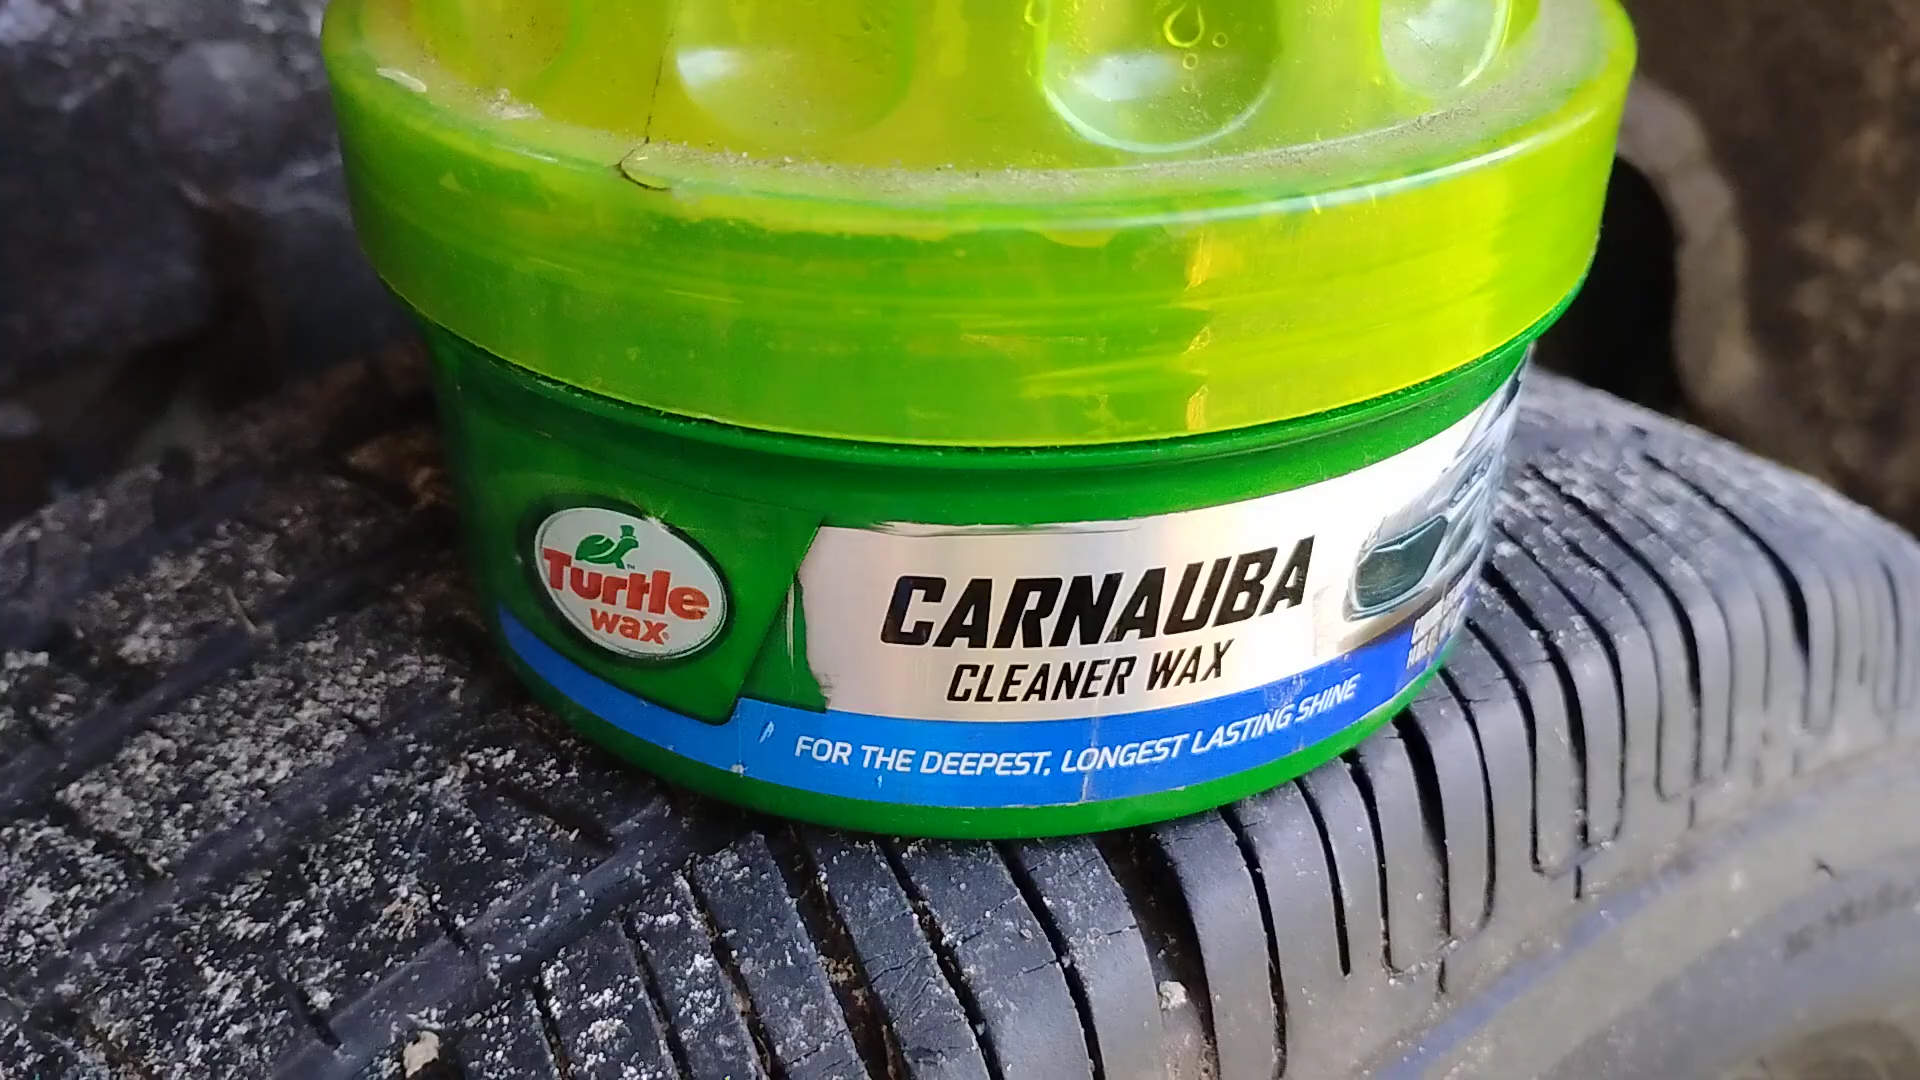 Turtle
wax
CARNAUBA
CLEANER WAX
FOR THE DEEPEST, LONGEST LASTING SHINE